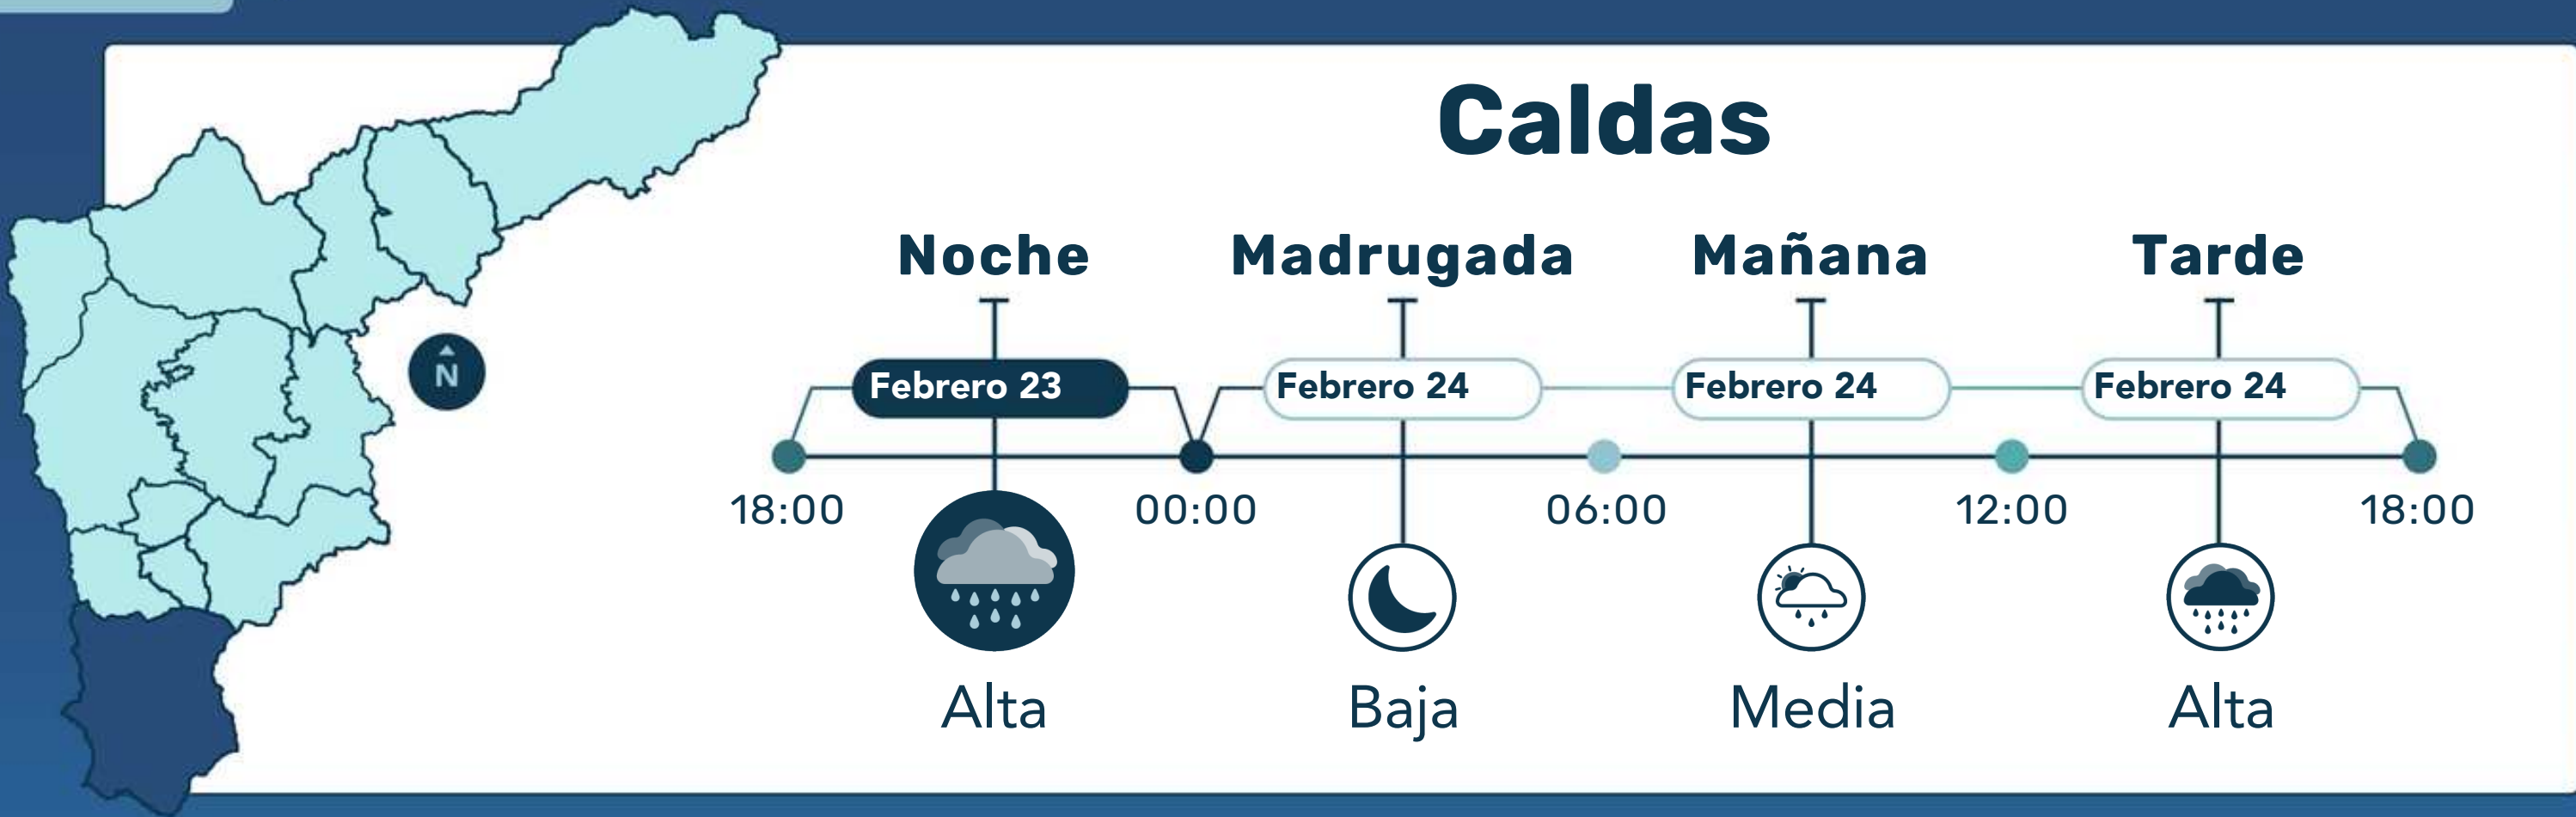 Caldas
Noche Madrugada Mañana Tarde
Febrero 23 Febrero 24 Febrero 24 Febrero 24
N
18:00 00:00 06:00 12:00 18:00
Alta Baja Media Alta